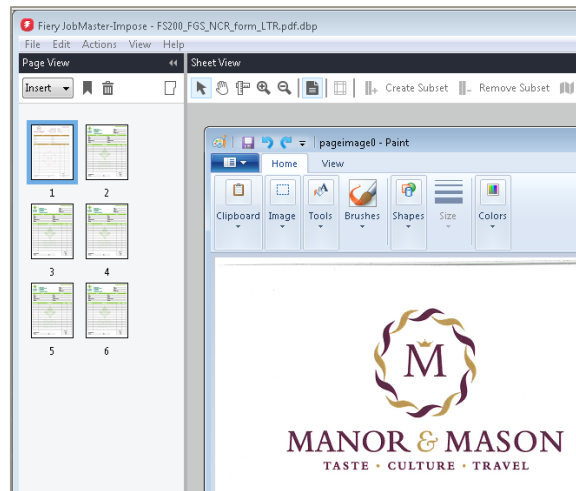 Fiery JobMaster-Impose - FS200_FGS_NCR_form_LTR.pdf.dbp
File Edit Actions View Help
Page View
Sheet View
Insert
Create Subset
Remove Subset
1 2
3 4
5 6
pageimage0 - Paint
Home View
Clipboard Image Tools Brushes Shapes Size Colors
M
MANOR & MASON
TASTE • CULTURE • TRAVEL